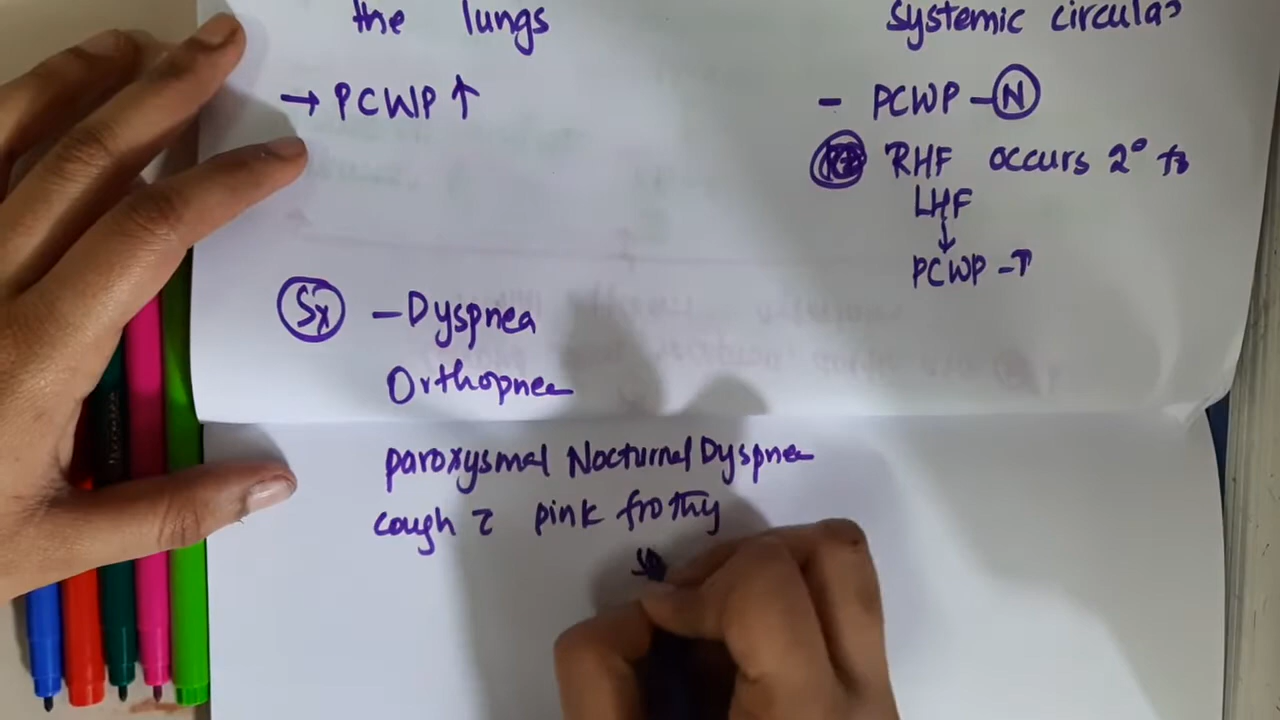 the lungs
→ PCWP ↑
Sx - Dyspnea
Orthopnea
paroxysmal Nocturnal Dyspnea
cough c pink frothy
systemic circula
- PCWP - N
RHF occurs 2° to
LHF
↓
PCWP - ↑